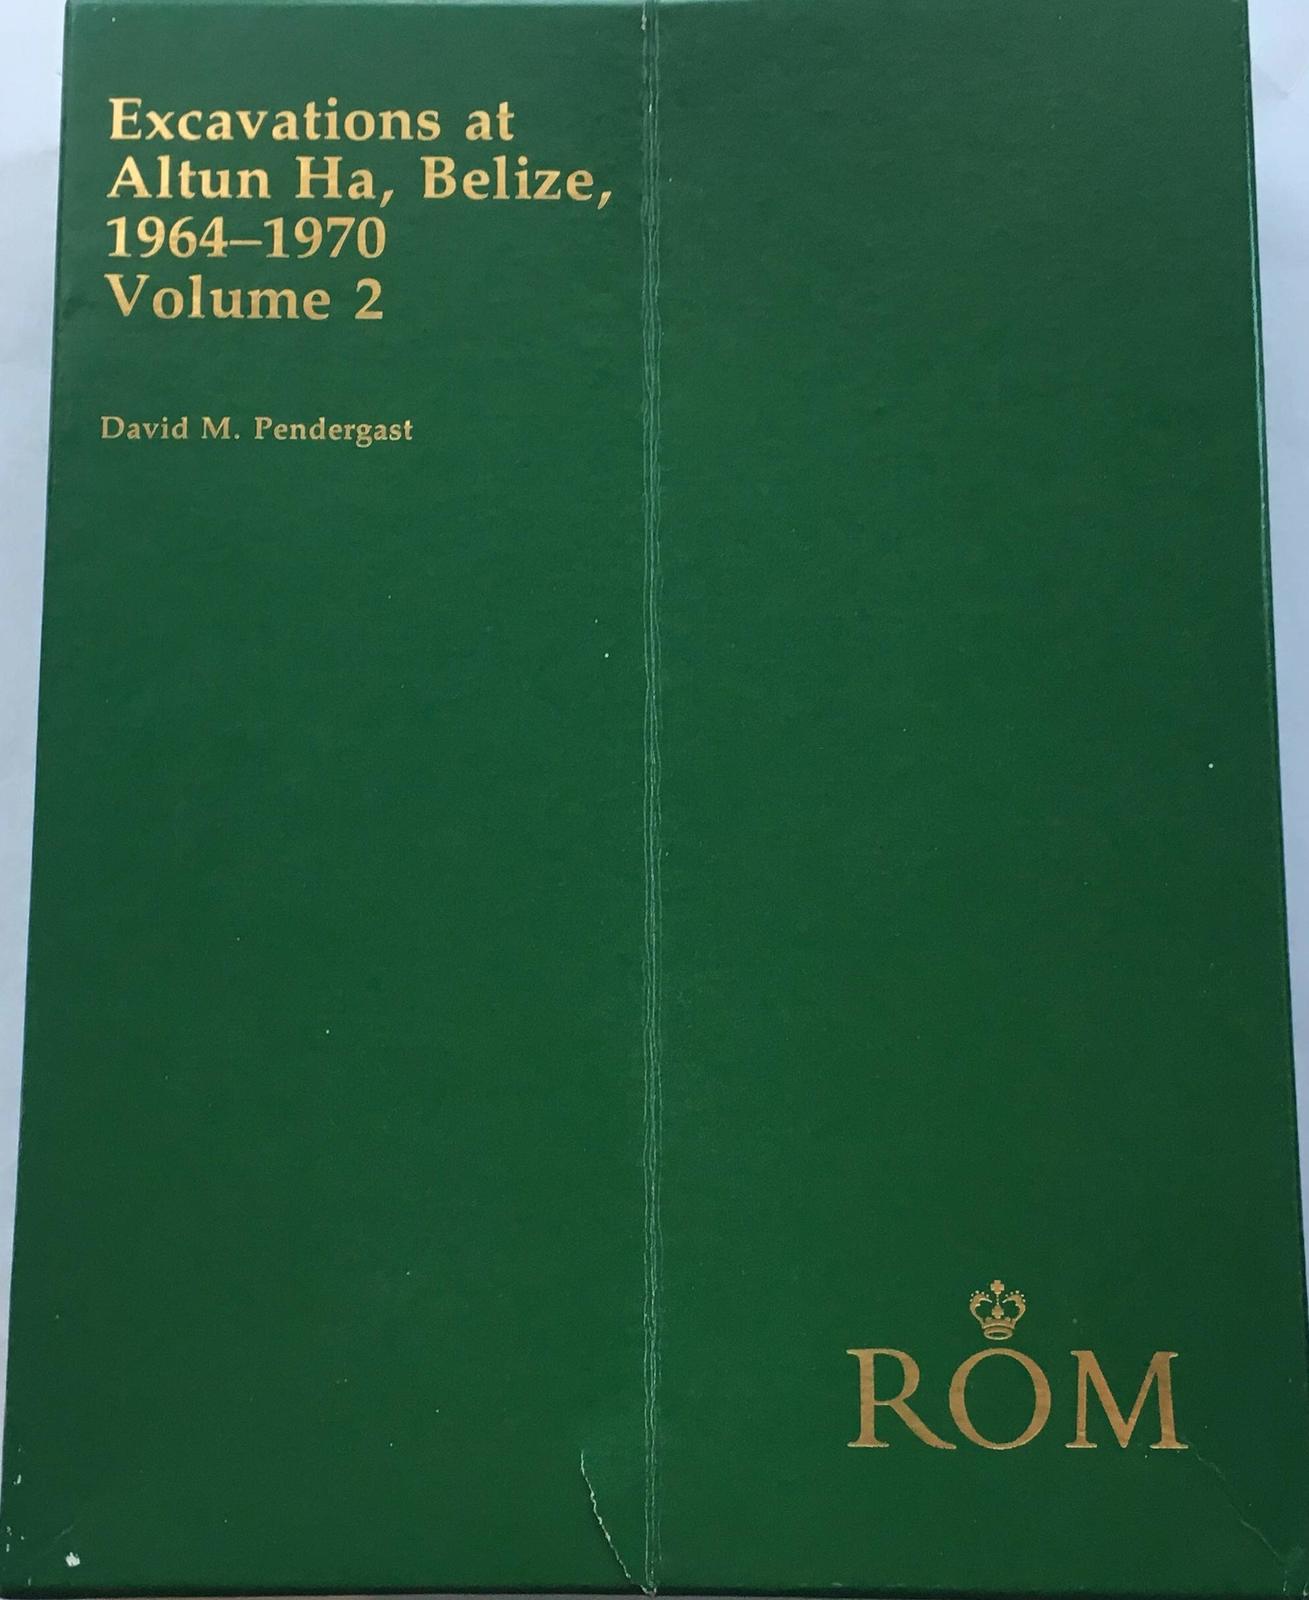 Excavations at
Altun Ha, Belize,
1964–1970
Volume 2
David M. Pendergast
ROM